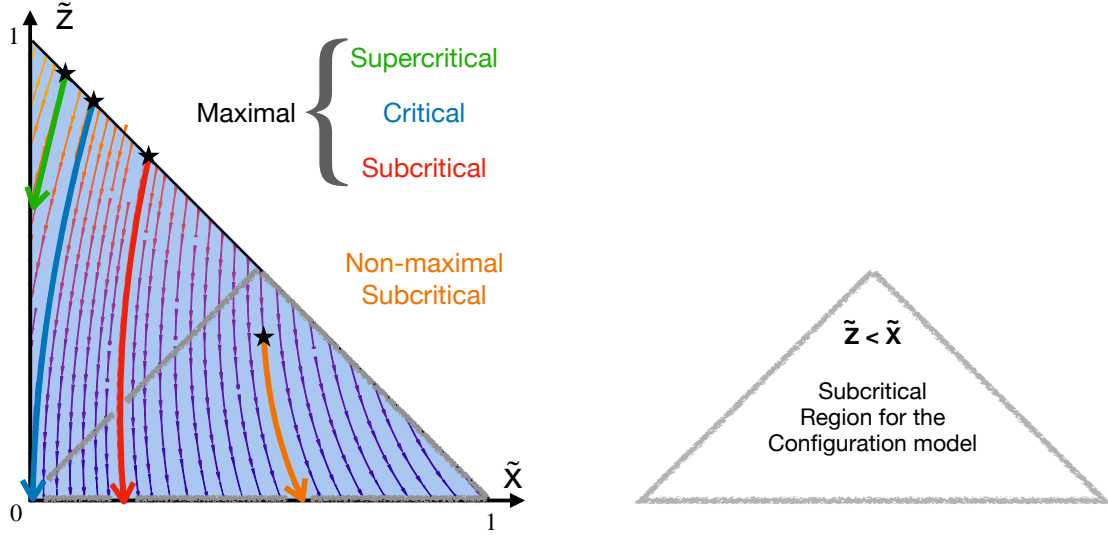 Z̃
1
Supercritical
Maximal
Critical
Subcritical
Non-maximal
Subcritical
Z̃ < X̃
Subcritical
Region for the
Configuration model
X̃
0
1